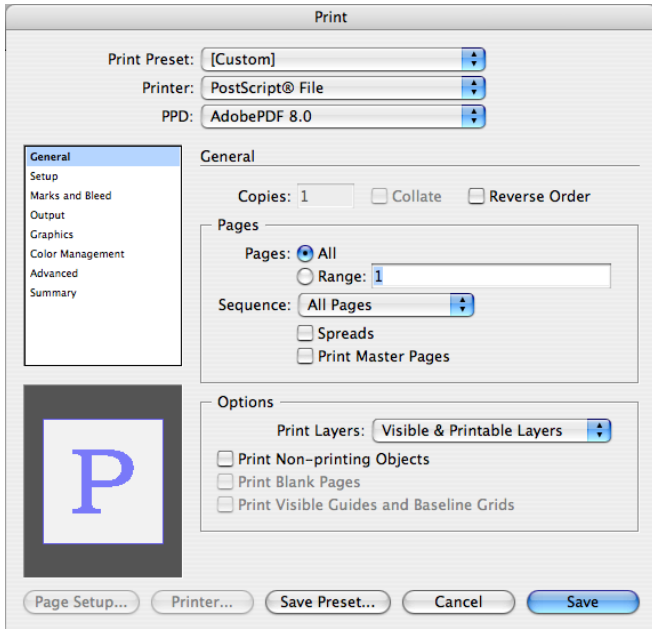 Print
Print Preset: [Custom]
Printer: PostScript® File
PPD: AdobePDF 8.0
General
Setup
Marks and Bleed
Output
Graphics
Color Management
Advanced
Summary
General
Copies: 1 Collate Reverse Order
Pages
Pages: All
Range: 1
Sequence: All Pages
Spreads
Print Master Pages
Options
Print Layers: Visible & Printable Layers
Print Non-printing Objects
Print Blank Pages
Print Visible Guides and Baseline Grids
P
Page Setup... Printer... Save Preset... Cancel Save